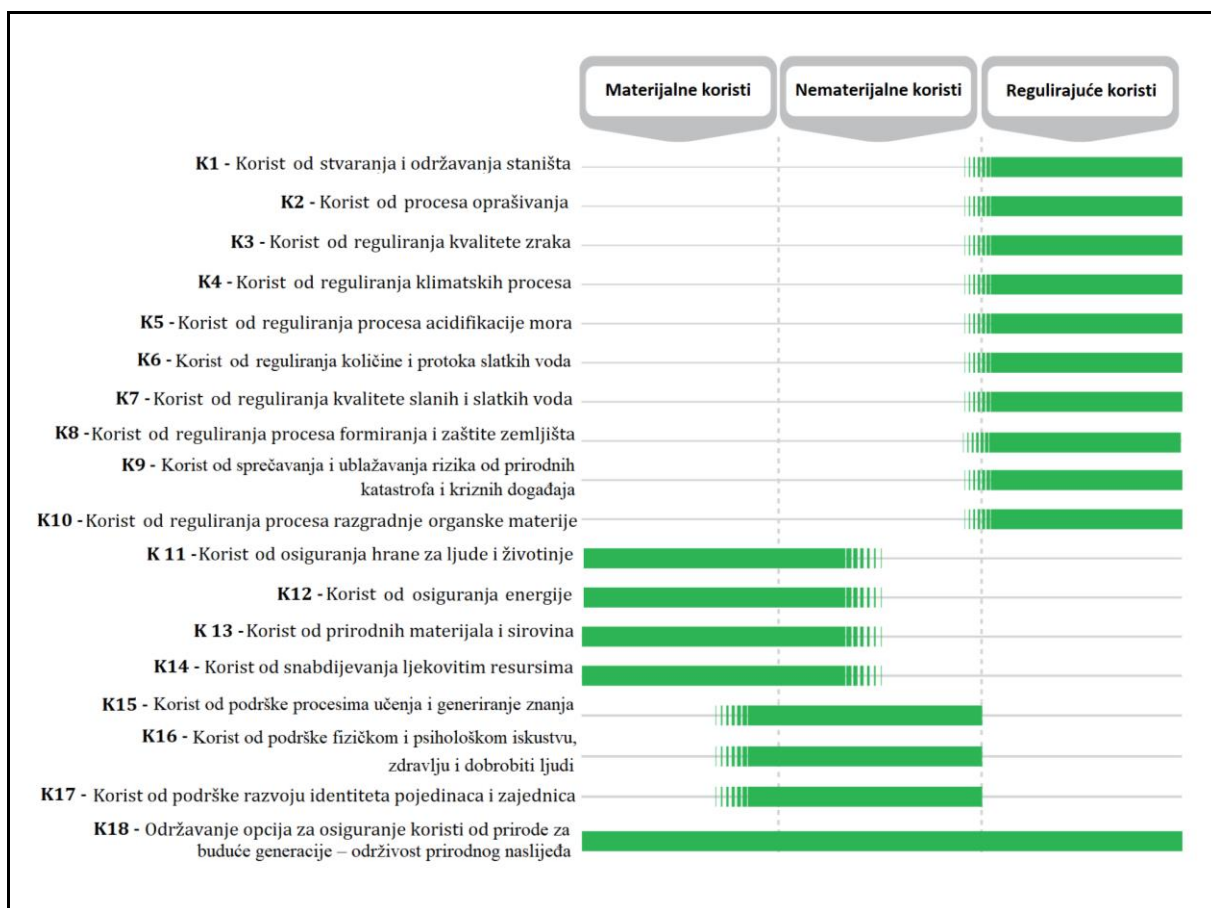 Materijalne koristi
Nematerijalne koristi
Regulirajuće koristi
K1 - Korist od stvaranja i održavanja staništa
K2 - Korist od procesa oprašivanja
K3 - Korist od reguliranja kvalitete zraka
K4 - Korist od reguliranja klimatskih procesa
K5 - Korist od reguliranja procesa acidifikacije mora
K6 - Korist od reguliranja količine i protoka slatkih voda
K7 - Korist od reguliranja kvalitete slanih i slatkih voda
K8 - Korist od reguliranja procesa formiranja i zaštite zemljišta
K9 - Korist od sprečavanja i ublažavanja rizika od prirodnih
katastrofa i kriznih događaja
K10 - Korist od reguliranja procesa razgradnje organske materije
K 11 - Korist od osiguranja hrane za ljude i životinje
K12 - Korist od osiguranja energije
K 13 - Korist od prirodnih materijala i sirovina
K14 - Korist od snabdijevanja ljekovitim resursima
K15 - Korist od podrške procesima učenja i generiranje znanja
K16 - Korist od podrške fizičkom i psihološkom iskustvu,
zdravlju i dobrobiti ljudi
K17 - Korist od podrške razvoju identiteta pojedinaca i zajednica
K18 - Održavanje opcija za osiguranje koristi od prirode za
buduće generacije – održivost prirodnog naslijeđa